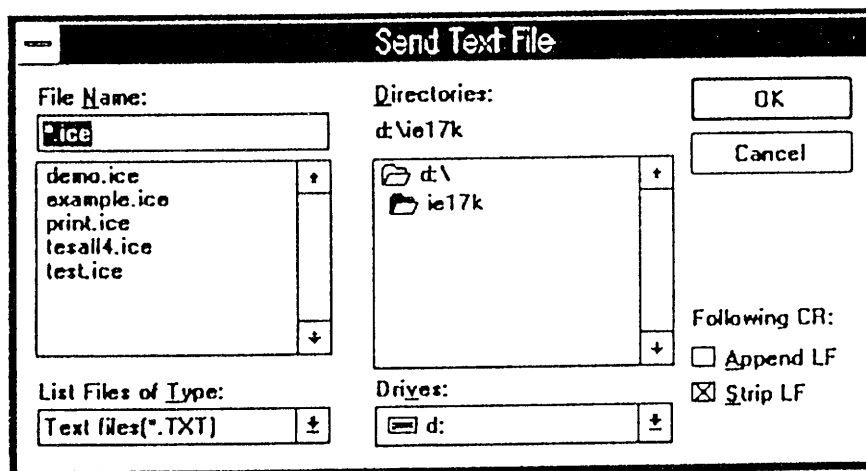 Send Text File
File Name:
*.ice
demo.ice
example.ice
print.ice
tesall4.ice
test.ice
List Files of Type:
Text files(*.TXT)
Directories:
d:\ie17k
d:\
ie17k
Drives:
d:
OK
Cancel
Following CR:
Append LF
Strip LF